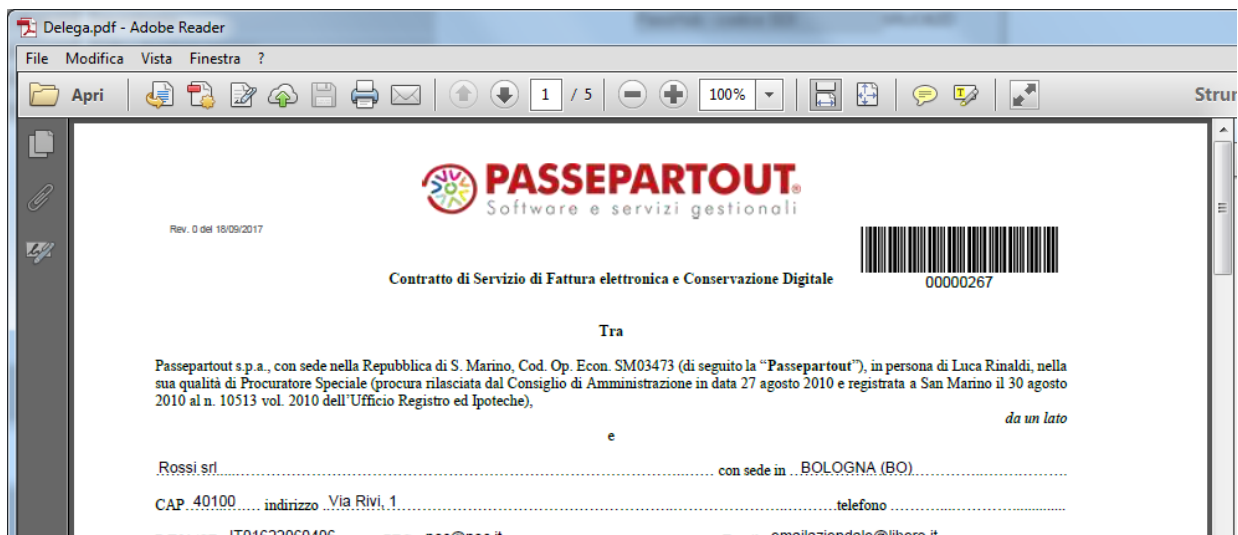 Delega.pdf - Adobe Reader
File Modifica Vista Finestra ?
Apri 1 / 5 100% Strur
PASSEPARTOUT®
Software e servizi gestionali
Rev. 0 del 18/09/2017
00000267
Contratto di Servizio di Fattura elettronica e Conservazione Digitale
Tra
Passepartout s.p.a., con sede nella Repubblica di S. Marino, Cod. Op. Econ. SM03473 (di seguito la “Passepartout”), in persona di Luca Rinaldi, nella
sua qualità di Procuratore Speciale (procura rilasciata dal Consiglio di Amministrazione in data 27 agosto 2010 e registrata a San Marino il 30 agosto
2010 al n. 10513 vol. 2010 dell’Ufficio Registro ed Ipoteche),
da un lato
e
Rossi srl con sede in BOLOGNA (BO)
CAP 40100 indirizzo Via Rivi, 1 telefono
emailaziendale@libero.it